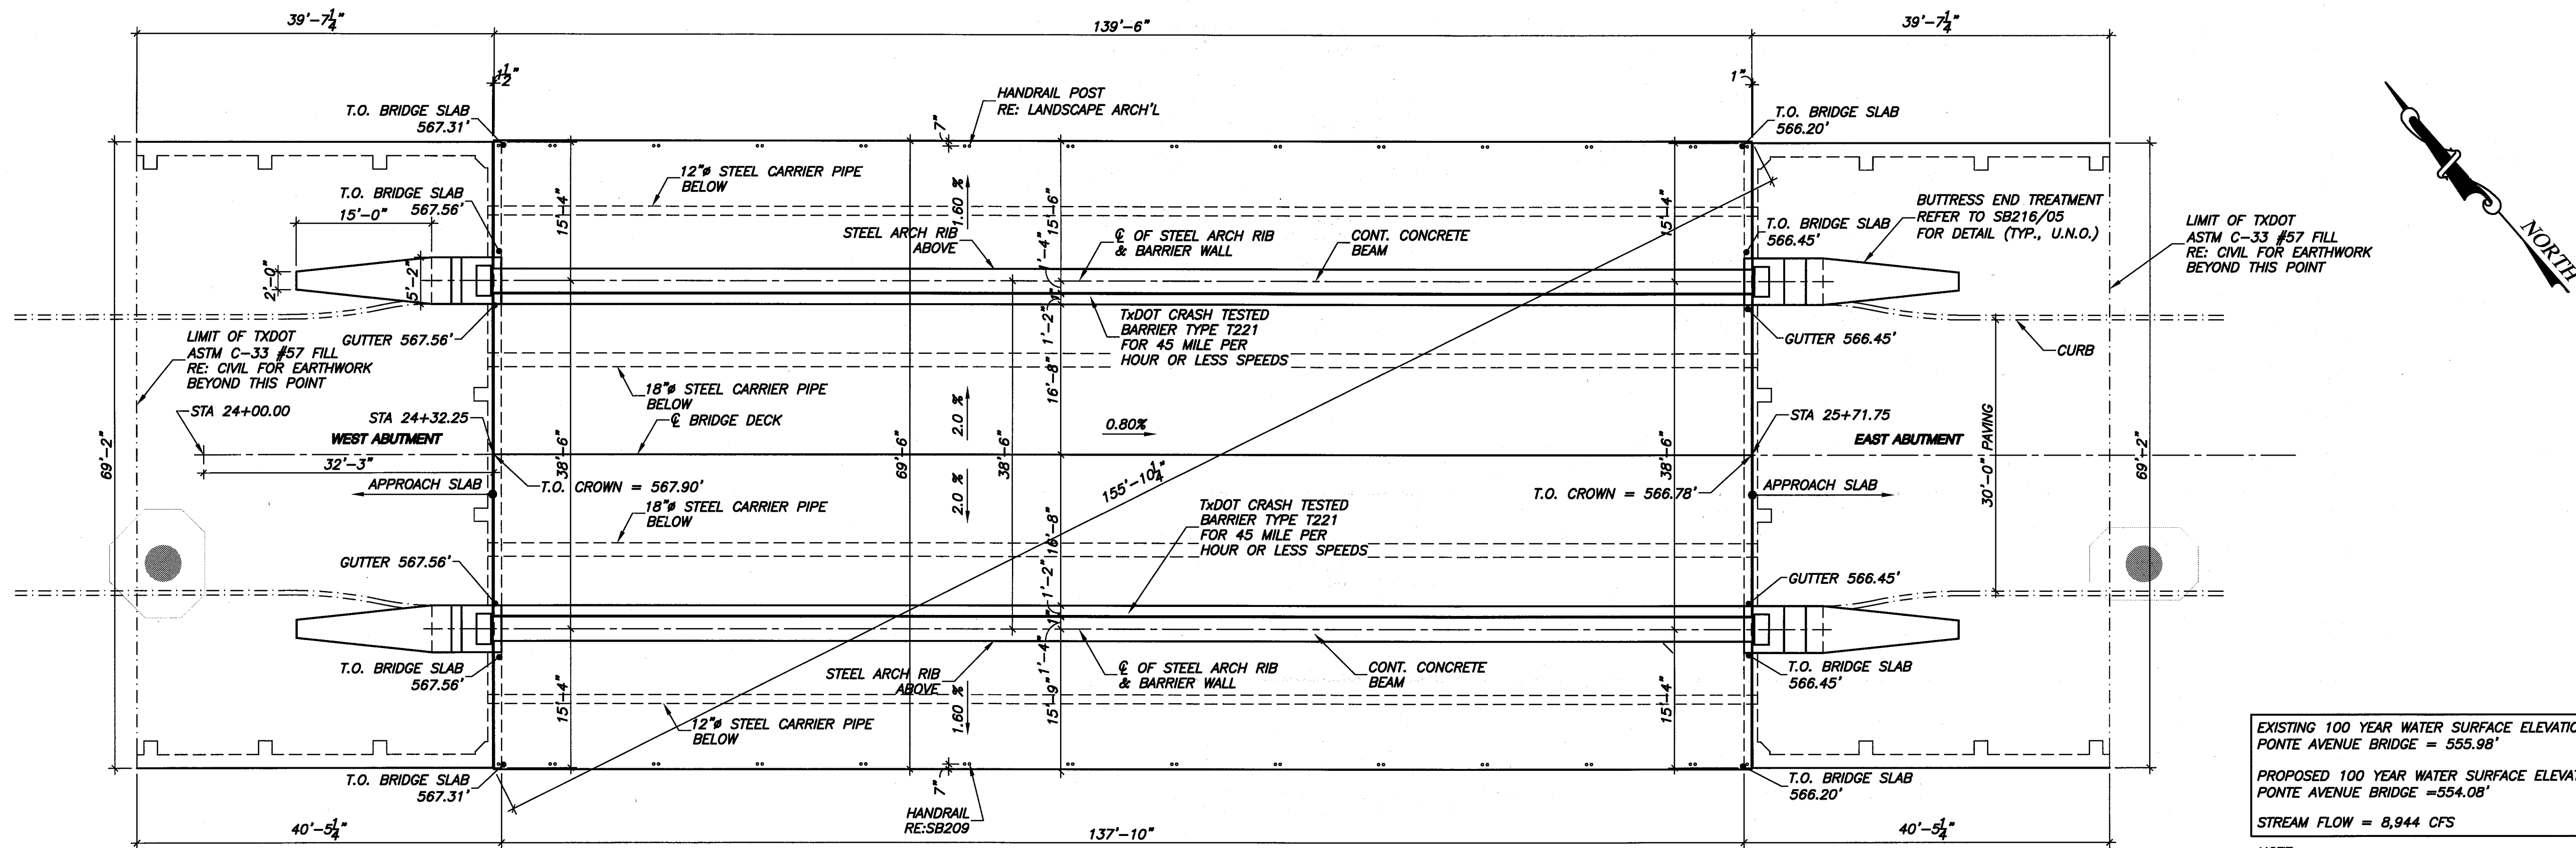 39'-7 1/4"
139'-6"
39'-7 1/4"
1 1/2"
1"
T.O. BRIDGE SLAB
567.31'
7"
HANDRAIL POST
RE: LANDSCAPE ARCH'L
T.O. BRIDGE SLAB
566.20'
12"ø STEEL CARRIER PIPE
BELOW
T.O. BRIDGE SLAB
567.56'
15'-0"
15'-4"
1.60 %
15'-6"
15'-4"
STEEL ARCH RIB
ABOVE
℄ OF STEEL ARCH RIB
& BARRIER WALL
CONT. CONCRETE
BEAM
T.O. BRIDGE SLAB
566.45'
BUTTRESS END TREATMENT
REFER TO SB216/05
FOR DETAIL (TYP., U.N.O.)
LIMIT OF TXDOT
ASTM C-33 #57 FILL
RE: CIVIL FOR EARTHWORK
BEYOND THIS POINT
NORTH
2'-0"
5'-2"
1'-4"
1"
1'-2"
TxDOT CRASH TESTED
BARRIER TYPE T221
FOR 45 MILE PER
HOUR OR LESS SPEEDS
GUTTER 567.56'
GUTTER 566.45'
CURB
LIMIT OF TXDOT
ASTM C-33 #57 FILL
RE: CIVIL FOR EARTHWORK
BEYOND THIS POINT
STA 24+00.00
18"ø STEEL CARRIER PIPE
BELOW
16'-8"
STA 24+32.25
℄ BRIDGE DECK
2.0 %
0.80%
STA 25+71.75
WEST ABUTMENT
EAST ABUTMENT
69'-2"
32'-3"
38'-6"
69'-6"
38'-6"
38'-6"
30'-0" PAVING
69'-2"
APPROACH SLAB
T.O. CROWN = 567.90'
155'-10 1/4"
T.O. CROWN = 566.78'
APPROACH SLAB
18"ø STEEL CARRIER PIPE
BELOW
2.0 %
TxDOT CRASH TESTED
BARRIER TYPE T221
FOR 45 MILE PER
HOUR OR LESS SPEEDS
16'-8"
GUTTER 567.56'
1'-2"
GUTTER 566.45'
1"
1'-4"
T.O. BRIDGE SLAB
567.56'
STEEL ARCH RIB
ABOVE
℄ OF STEEL ARCH RIB
& BARRIER WALL
CONT. CONCRETE
BEAM
T.O. BRIDGE SLAB
566.45'
15'-4"
1.60 %
15'-9"
15'-4"
12"ø STEEL CARRIER PIPE
BELOW
T.O. BRIDGE SLAB
567.31'
7"
HANDRAIL
RE:SB209
T.O. BRIDGE SLAB
566.20'
40'-5 1/4"
137'-10"
40'-5 1/4"
EXISTING 100 YEAR WATER SURFACE ELEVATIO
PONTE AVENUE BRIDGE = 555.98'
PROPOSED 100 YEAR WATER SURFACE ELEVAT
PONTE AVENUE BRIDGE =554.08'
STREAM FLOW = 8,944 CFS